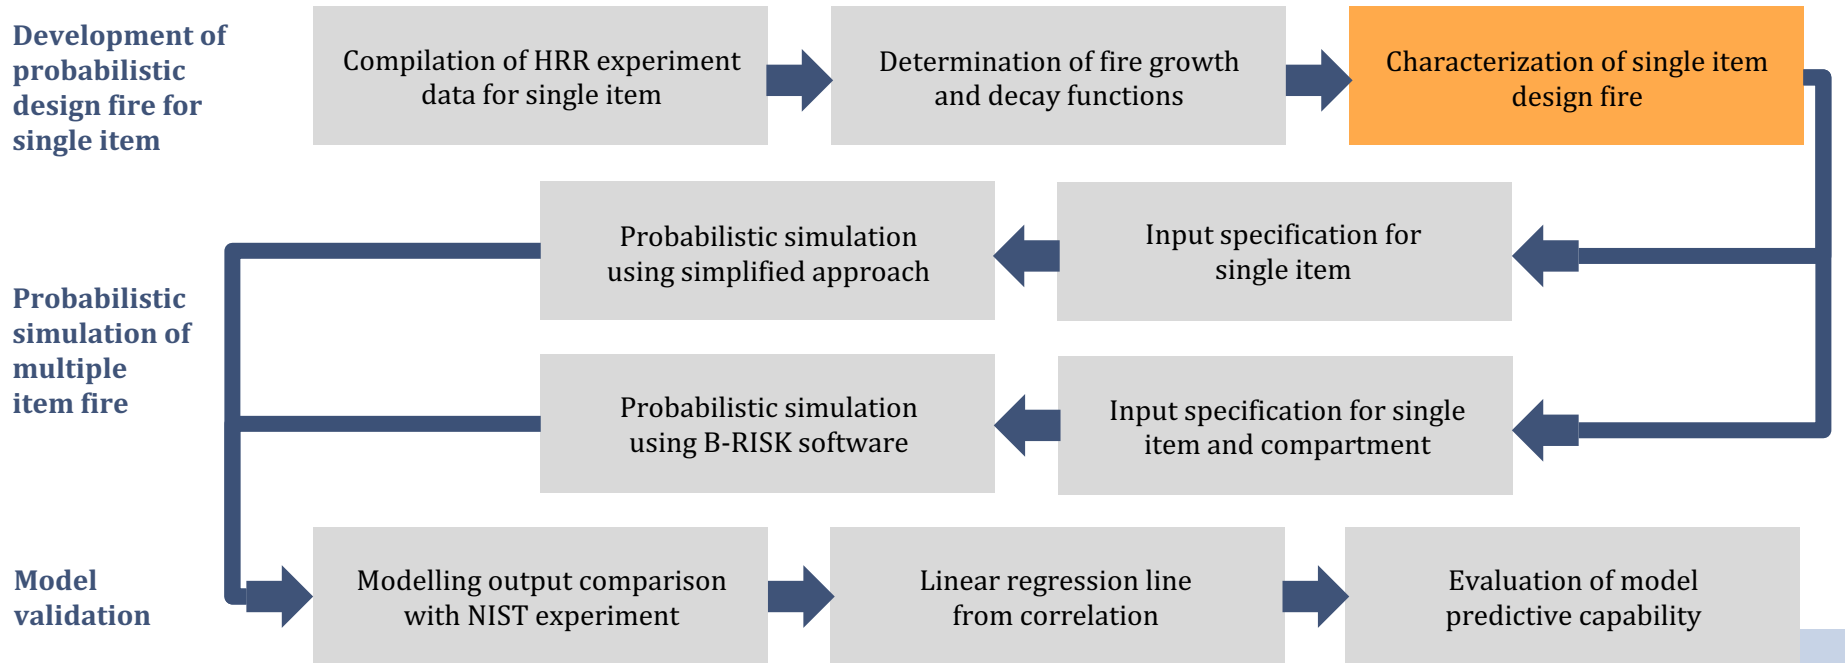 Development of
probabilistic
design fire for
single item
Compilation of HRR experiment
data for single item
Determination of fire growth
and decay functions
Characterization of single item
design fire
Probabilistic
simulation of
multiple
item fire
Probabilistic simulation
using simplified approach
Input specification for
single item
Probabilistic simulation
using B-RISK software
Input specification for single
item and compartment
Model
validation
Modelling output comparison
with NIST experiment
Linear regression line
from correlation
Evaluation of model
predictive capability